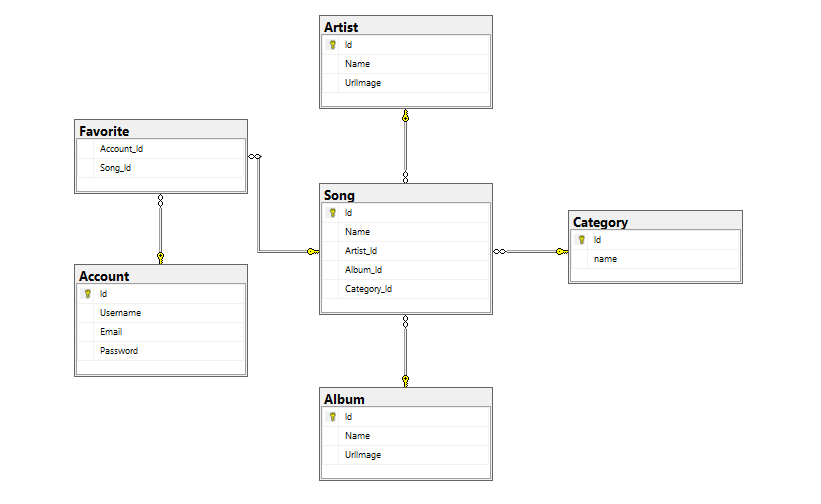 Artist
Id
Name
UrlImage
Favorite
Account_Id
Song_Id
Song
Id
Name
Artist_Id
Album_Id
Category_Id
Category
Id
name
Account
Id
Username
Email
Password
Album
Id
Name
UrlImage